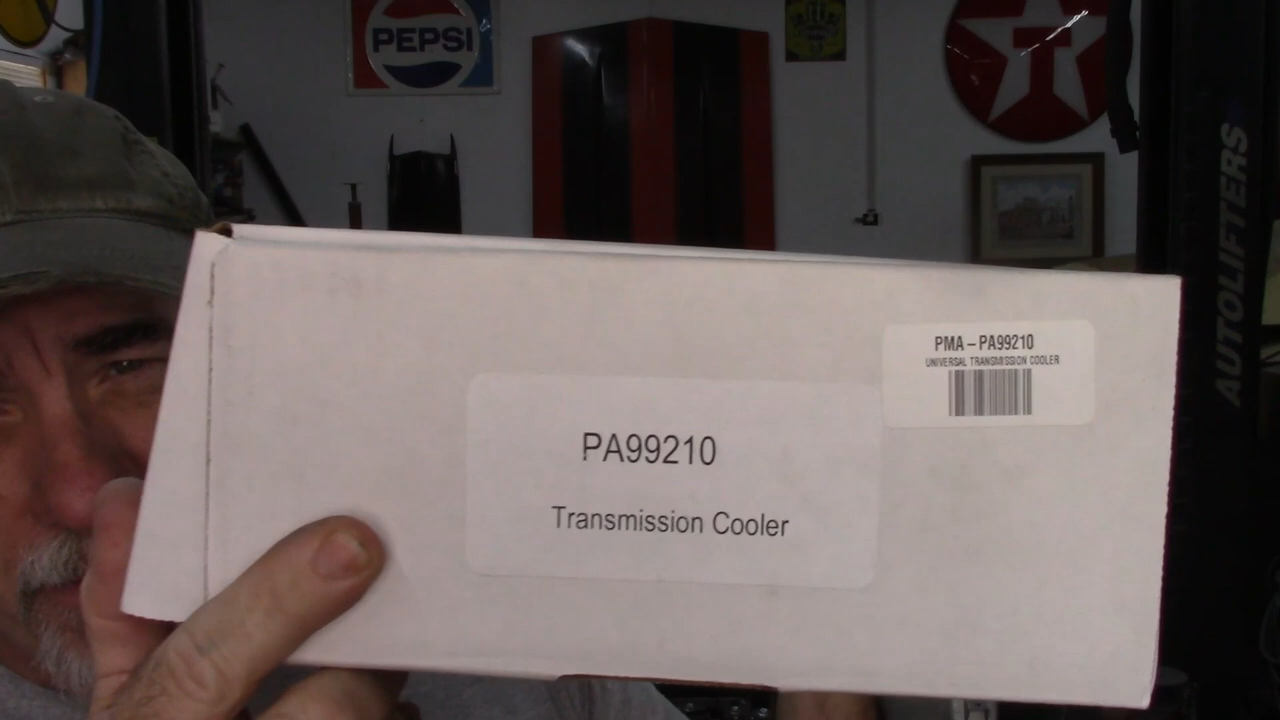 PEPSI
T
AUTOLIFTERS
PMA – PA99210
UNIVERSAL TRANSMISSION COOLER
PA99210
Transmission Cooler